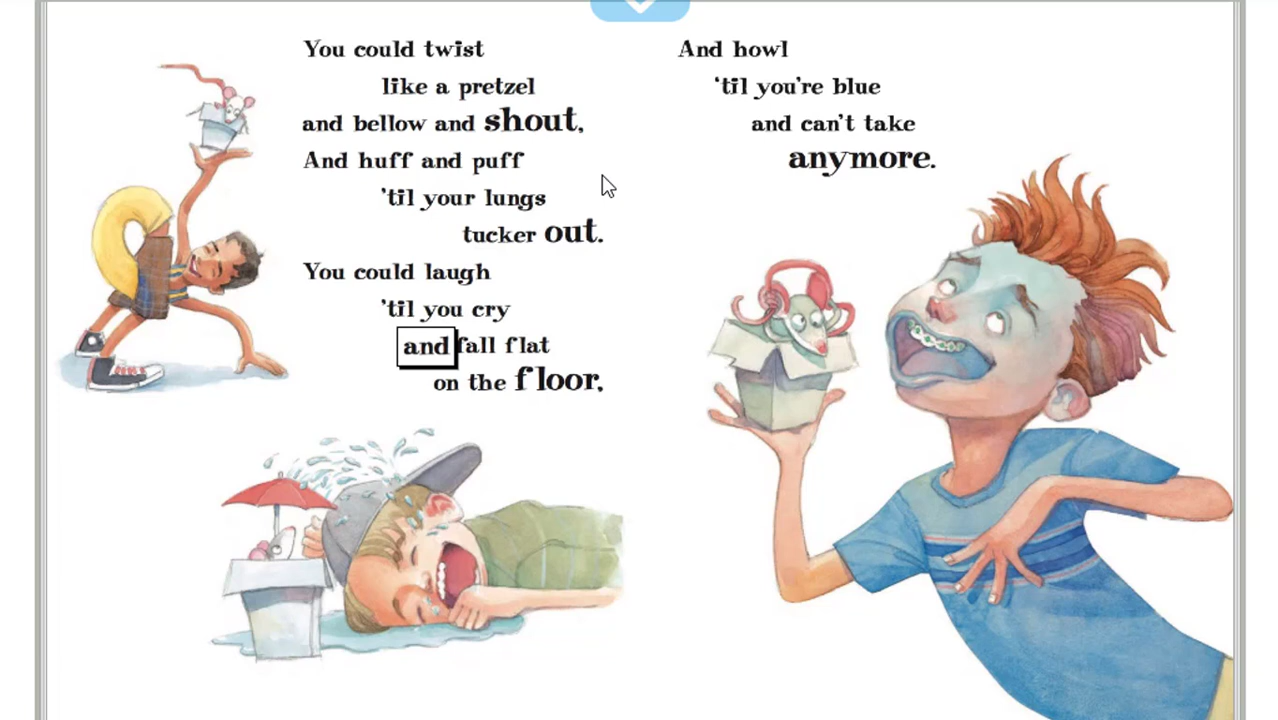 You could twist
like a pretzel
and bellow and shout,
And huff and puff
'til your lungs
tucker out.
You could laugh
'til you cry
and fall flat
on the floor,
And howl
'til you're blue
and can't take
anymore.